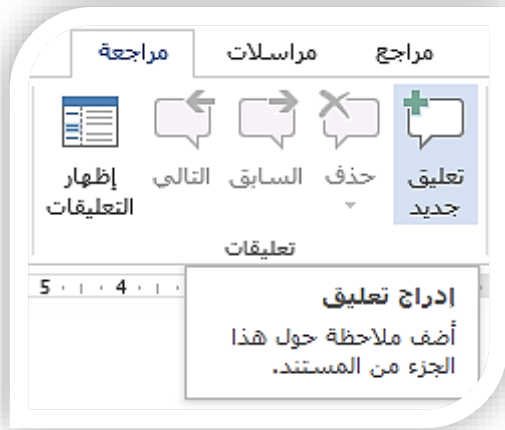 مراجع مراسلات مراجعة
تعليق جديد
حذف
السابق
التالي
إظهار التعليقات
تعليقات
5 4
إدراج تعليق
أضف ملاحظة حول هذا
الجزء من المستند.